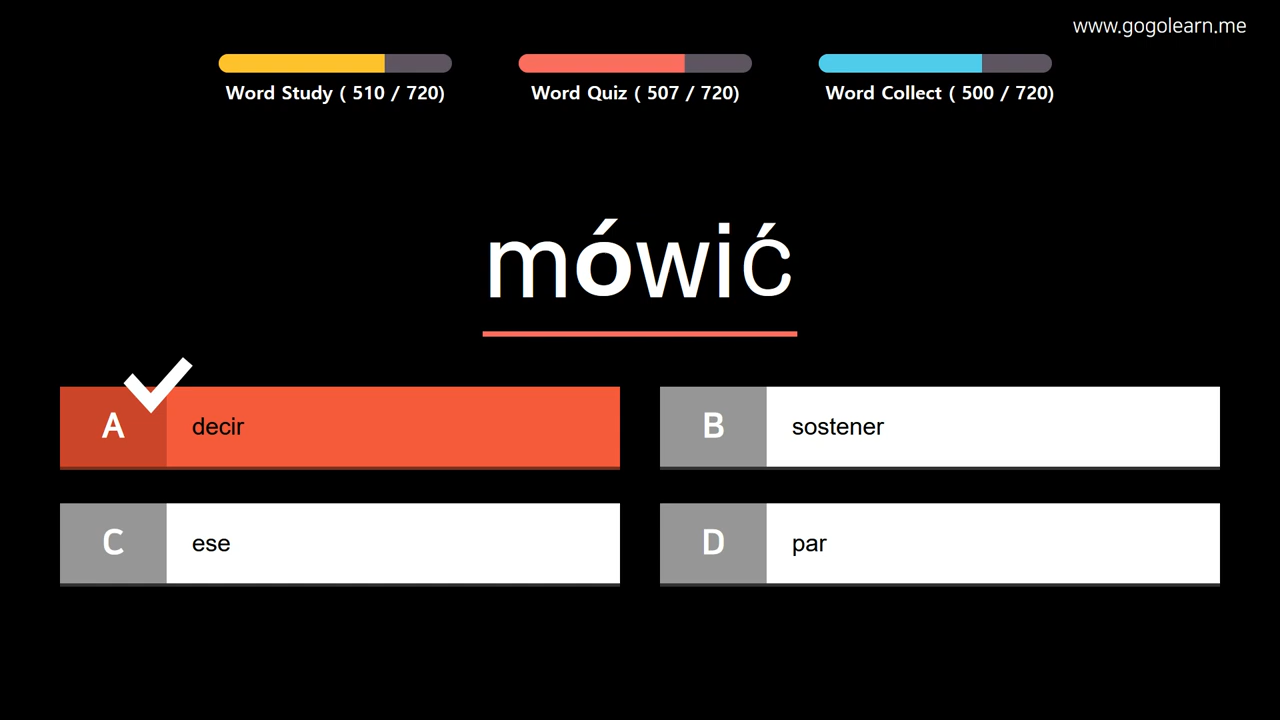 www.gogolearn.me
Word Study ( 510 / 720)
Word Quiz ( 507 / 720)
Word Collect ( 500 / 720)
mówić
A decir
B sostener
C ese
D par